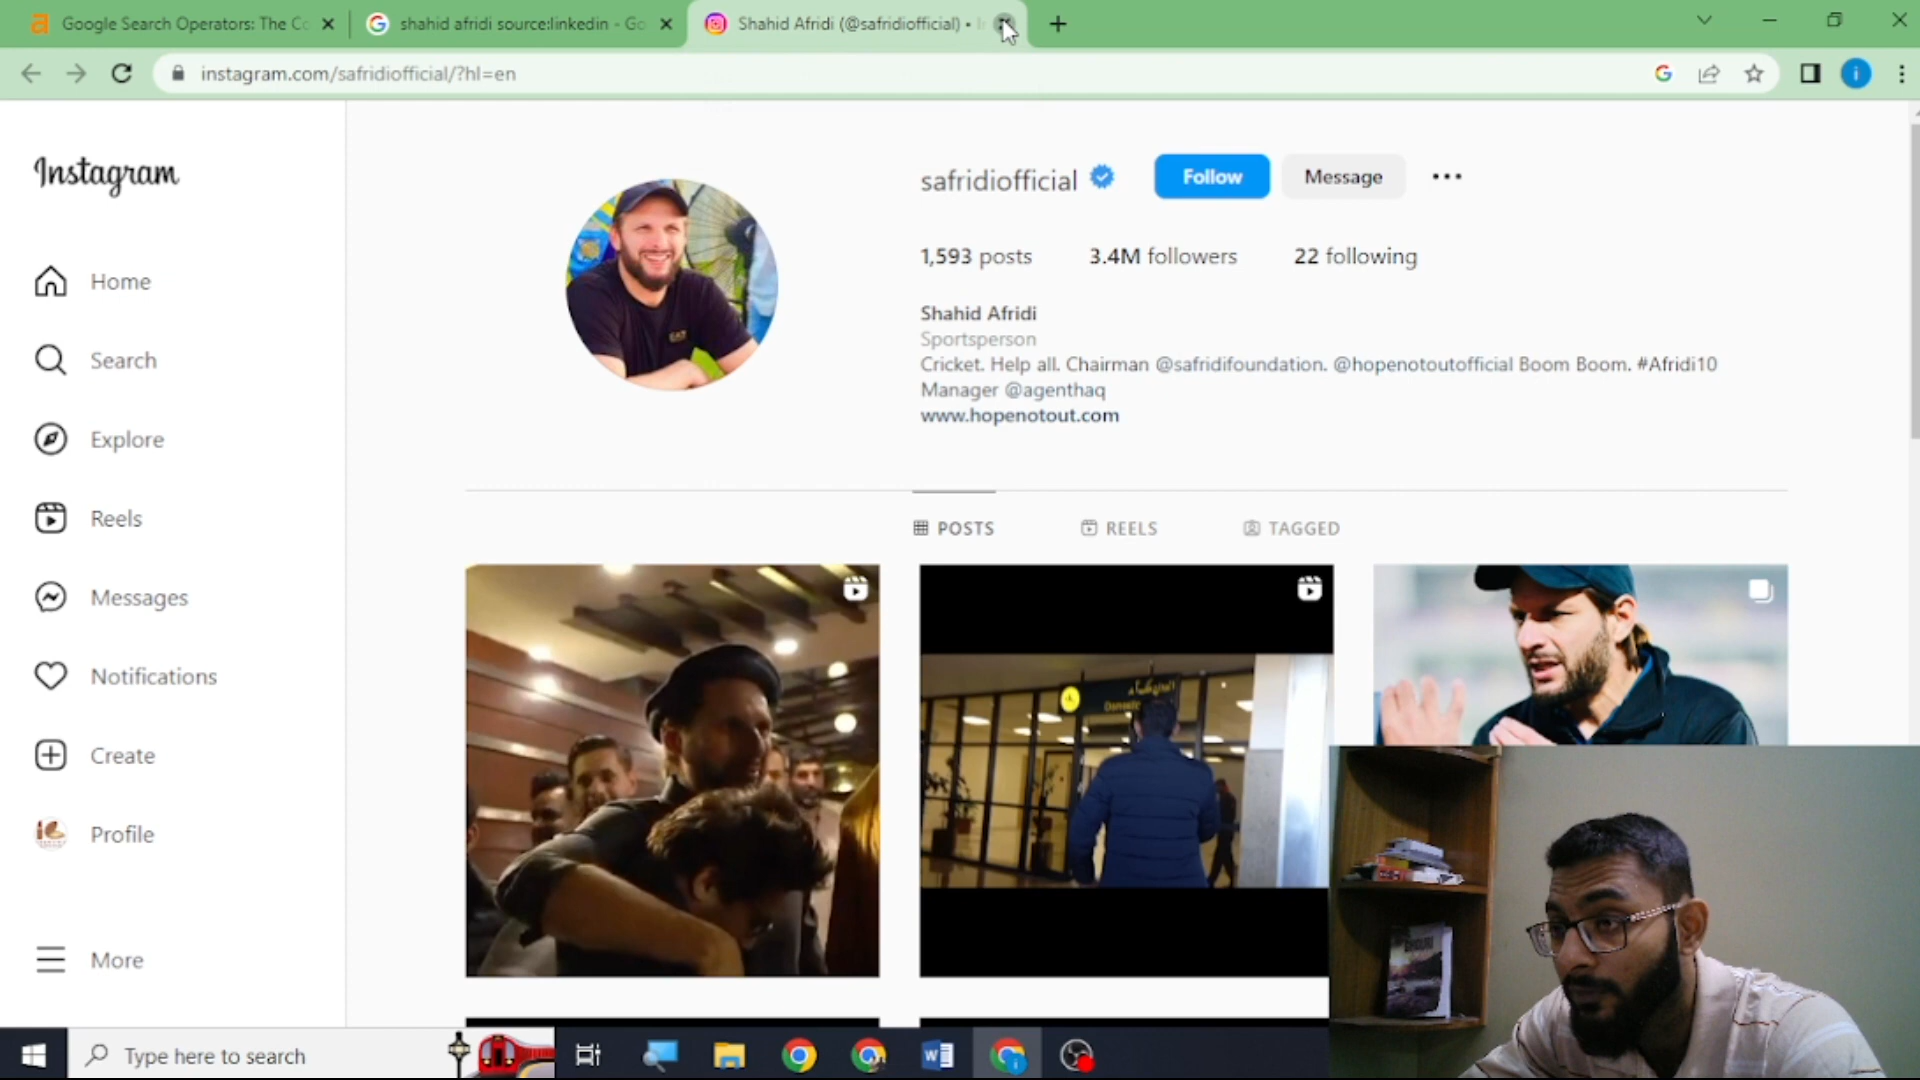 Google Search Operators: The Co
shahid afridi source:linkedin - Go
Shahid Afridi (@safridiofficial) •
instagram.com/safridiofficial/?hl=en
i
Instagram
safridiofficial
Follow
Message
1,593 posts
3.4M followers
22 following
Shahid Afridi
Sportsperson
Cricket. Help all. Chairman @safridifoundation. @hopenotoutofficial Boom Boom. #Afridi10
Manager @agenthaq
www.hopenotout.com
Home
Search
Explore
Reels
Messages
Notifications
Create
Profile
More
POSTS
REELS
TAGGED
Type here to search